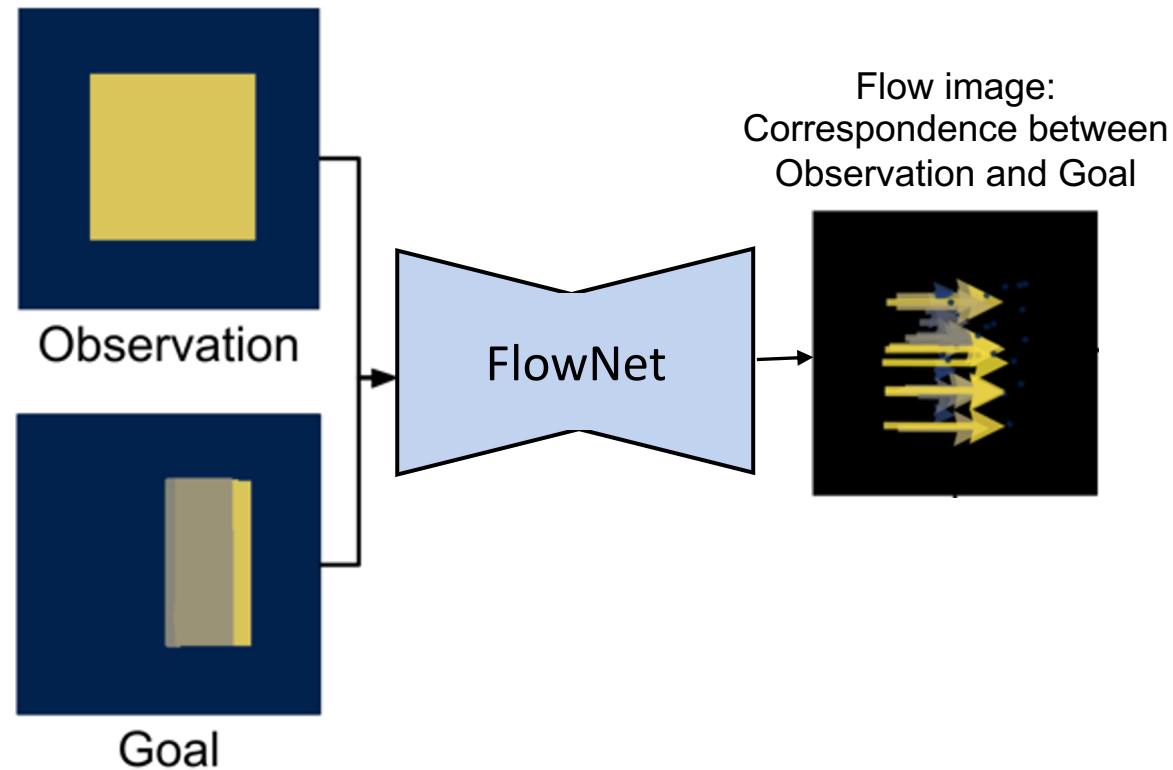 Observation
Goal
FlowNet
Flow image:
Correspondence between
Observation and Goal